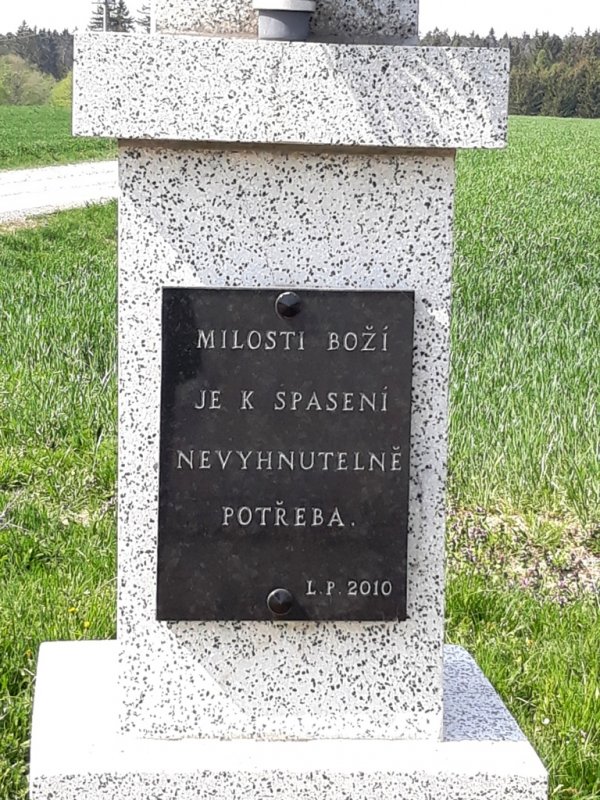 MILOSTI BOŽÍ
JE K SPASENÍ
NEVYHNUTELNĚ
POTŘEBA.
L.P. 2010